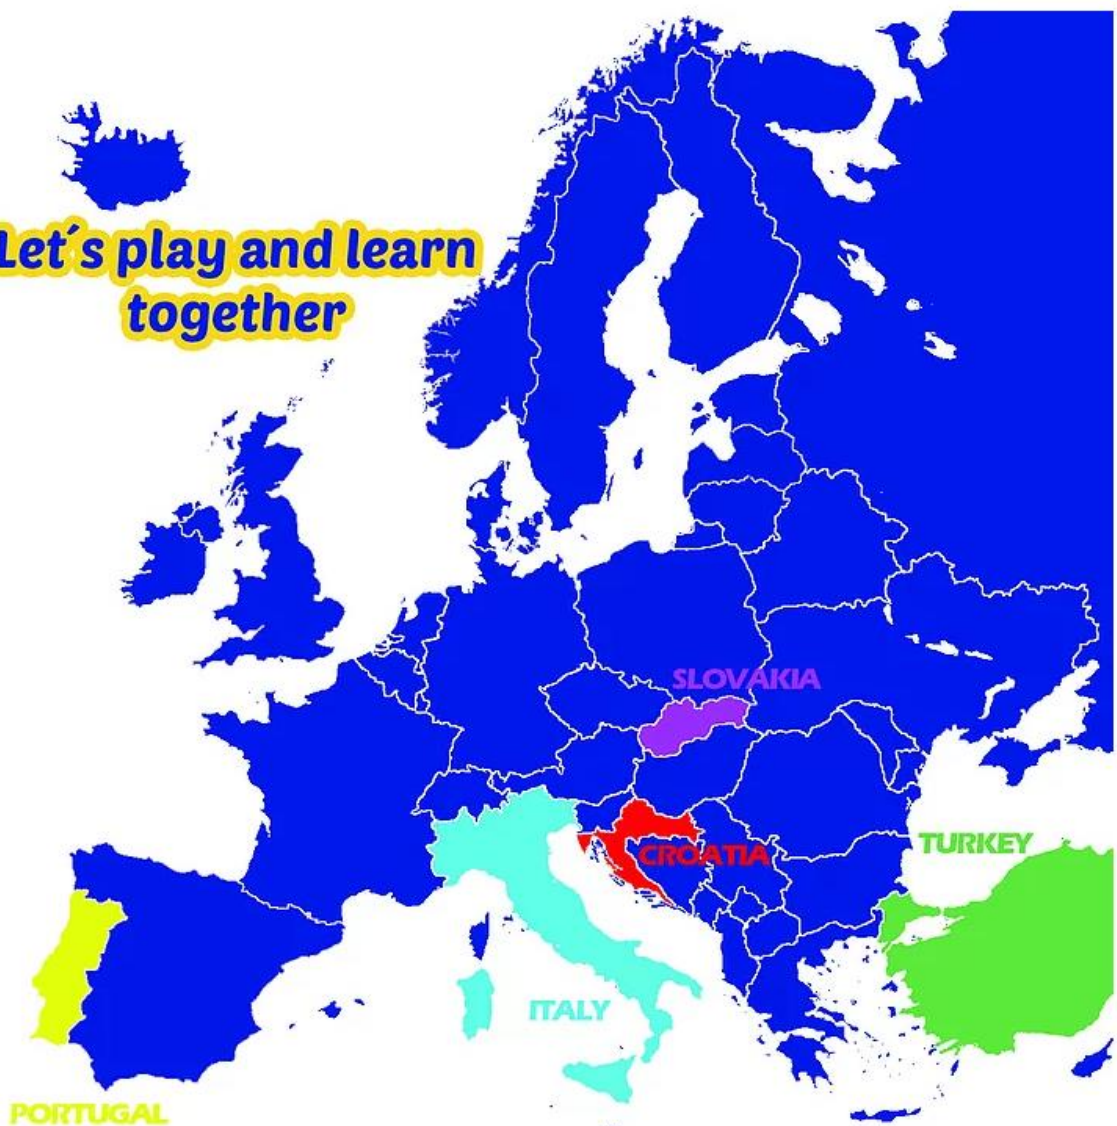 Let´s play and learn
together
SLOVAKIA
TURKEY
CROATIA
ITALY
PORTUGAL